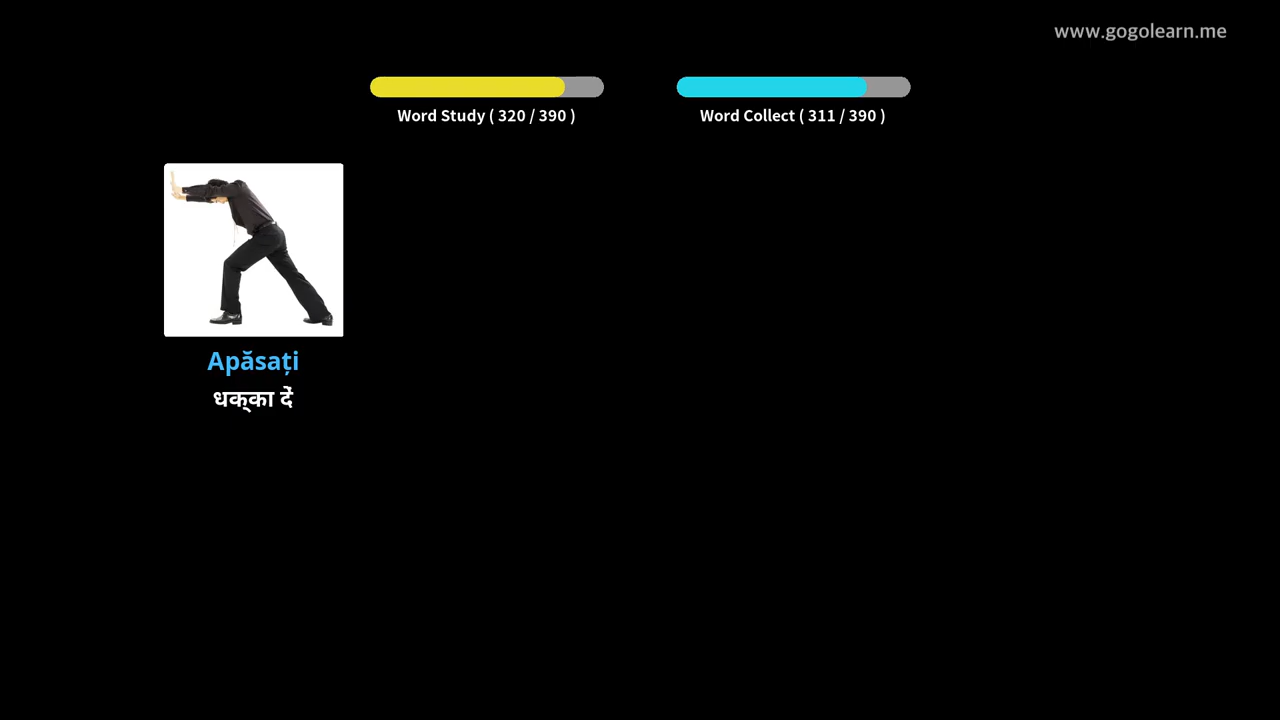 www.gogolearn.me
Word Study ( 320 / 390 )
Word Collect ( 311 / 390 )
Apăsați
धक्का दें